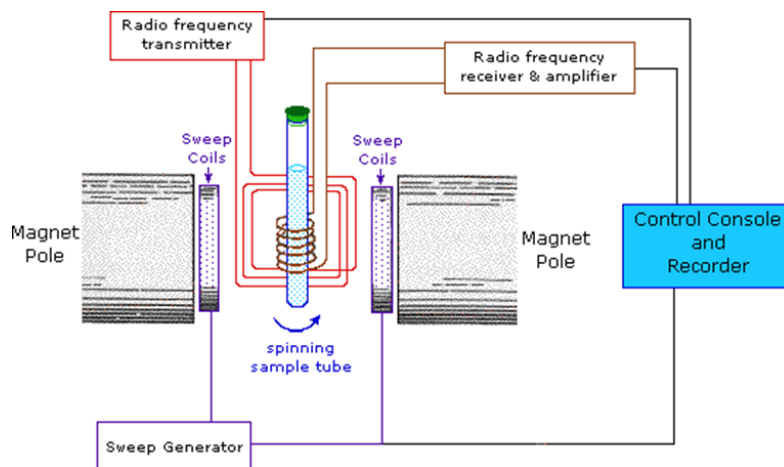 Radio frequency
transmitter
Radio frequency
receiver & amplifier
Sweep
Coils
Sweep
Coils
Magnet
Pole
Magnet
Pole
Control Console
and
Recorder
spinning
sample tube
Sweep Generator